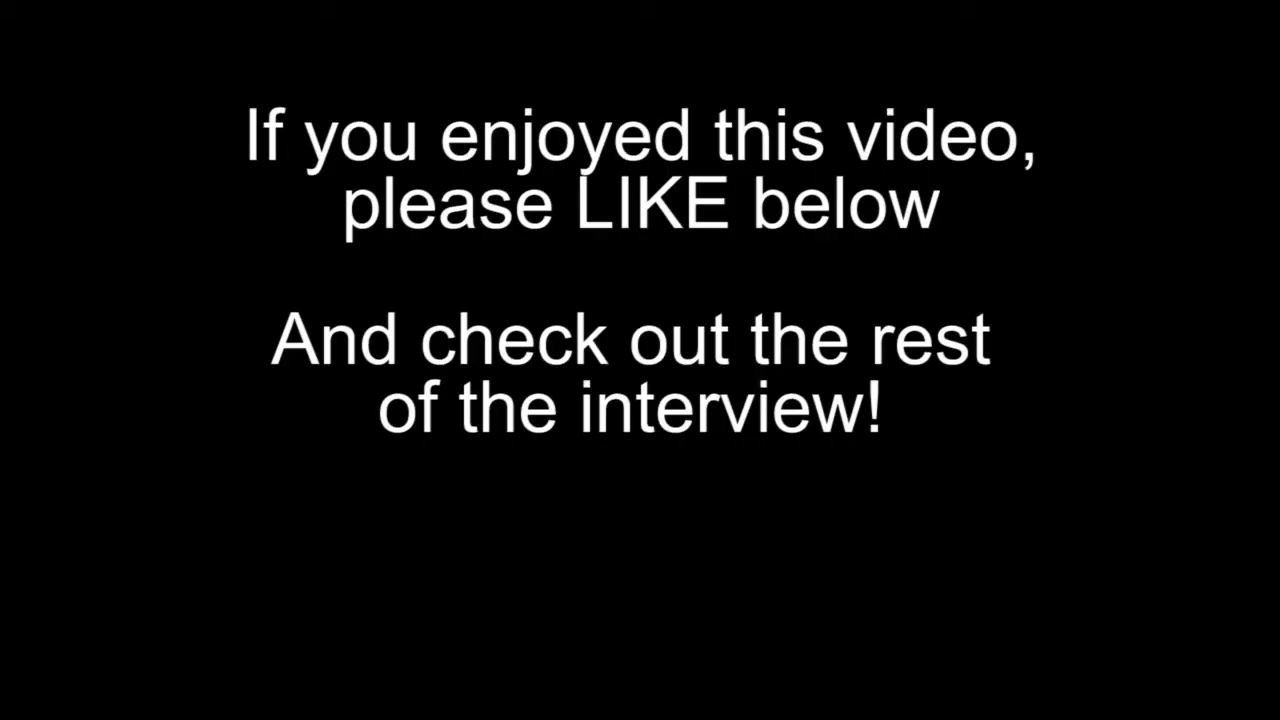 If you enjoyed this video,
please LIKE below
And check out the rest
of the interview!